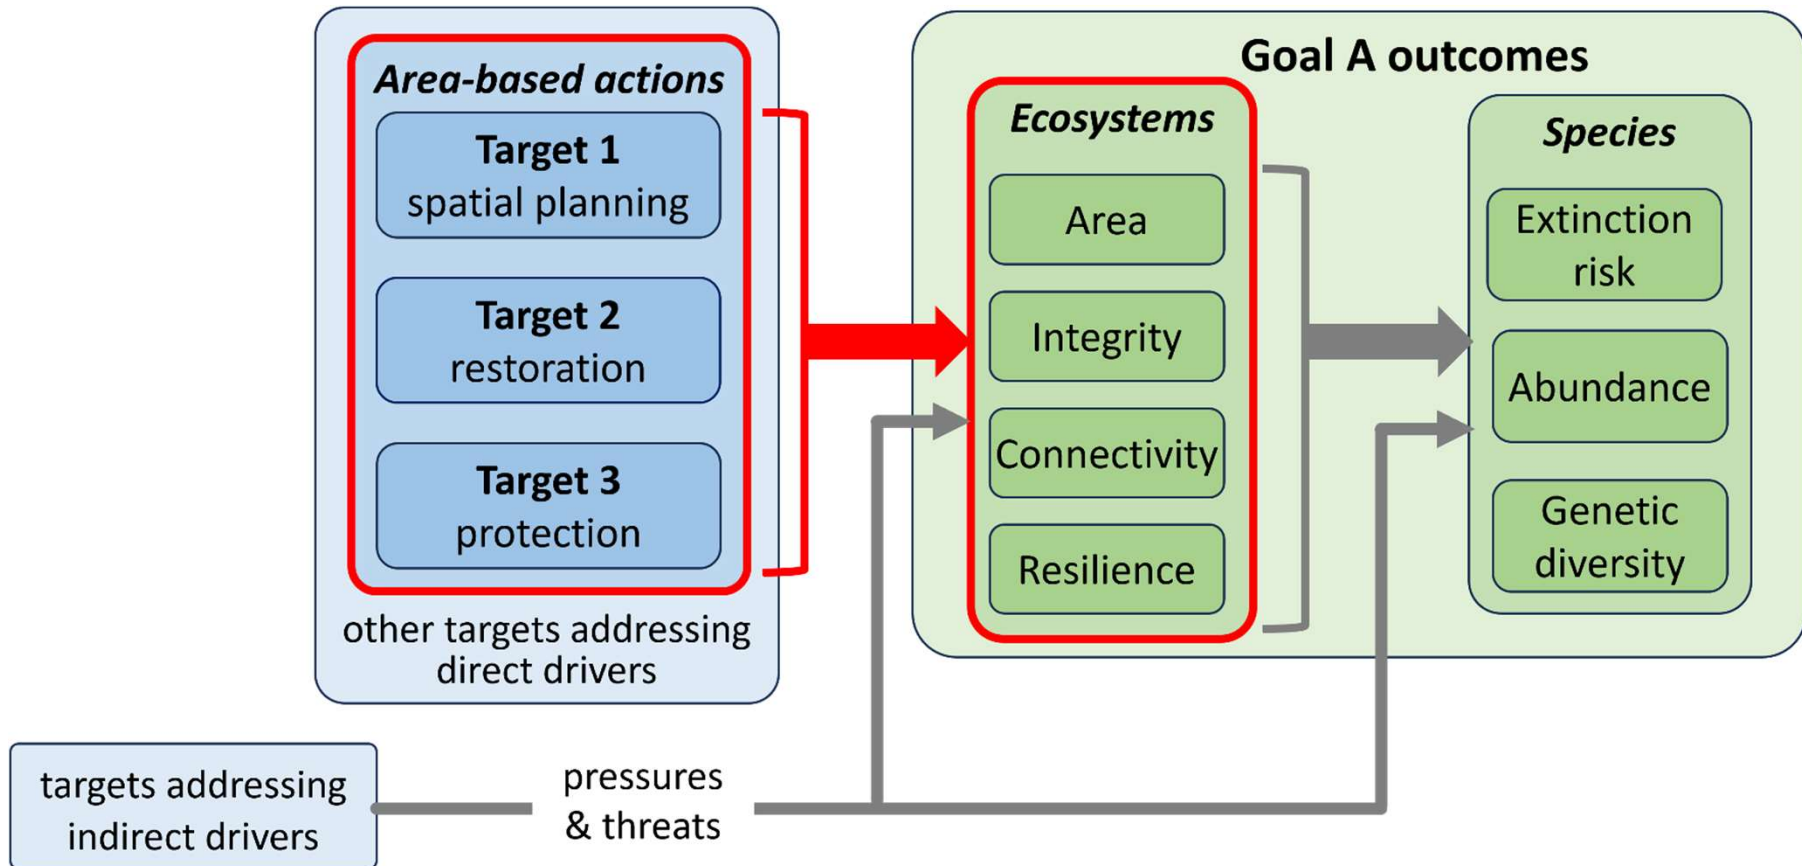 Area-based actions
Target 1
spatial planning
Target 2
restoration
Target 3
protection
other targets addressing
direct drivers
Goal A outcomes
Ecosystems
Area
Integrity
Connectivity
Resilience
Species
Extinction
risk
Abundance
Genetic
diversity
targets addressing
indirect drivers
pressures
& threats